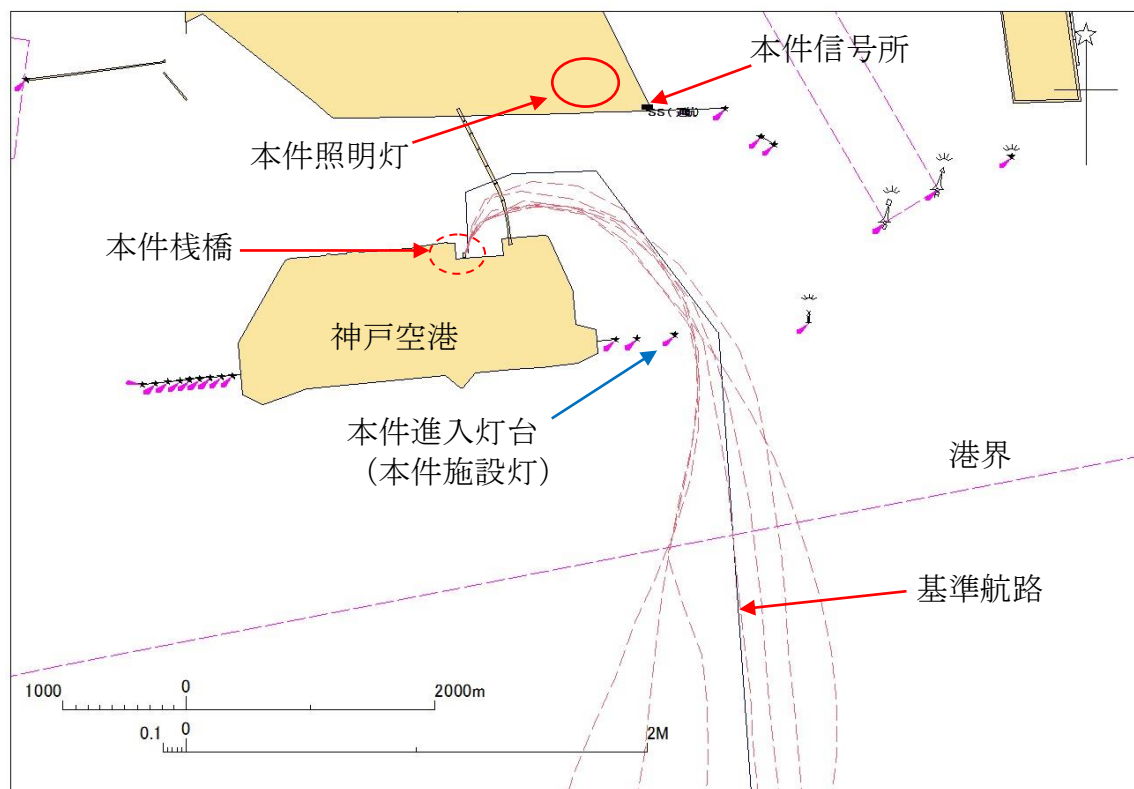 本件信号所
SS(通航)
本件照明灯
本件桟橋
神戸空港
本件進入灯台
（本件施設灯）
港界
基準航路
1000 0 2000m
0.1 0 2M